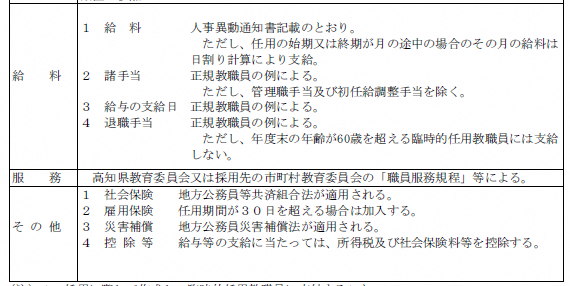 １　給　料　　人事異動通知書記載のとおり。
ただし、任用の始期又は終期が月の途中の場合のその月の給料は
日割り計算により支給。
給　料　２　諸手当　　正規教職員の例による。
ただし、管理職手当及び初任給調整手当を除く。
３　給与の支給日　正規教職員の例による。
４　退職手当　　正規教職員の例による。
ただし、年度末の年齢が60歳を超える臨時的任用教職員には支給
しない。
服　務　高知県教育委員会又は採用先の市町村教育委員会の「職員服務規程」等による。
１　社会保険　地方公務員等共済組合法が適用される。
２　雇用保険　任用期間が３０日を超える場合は加入する。
その他　３　災害補償　地方公務員災害補償法が適用される。
４　控除等　給与等の支給に当たっては、所得税及び社会保険料等を控除する。